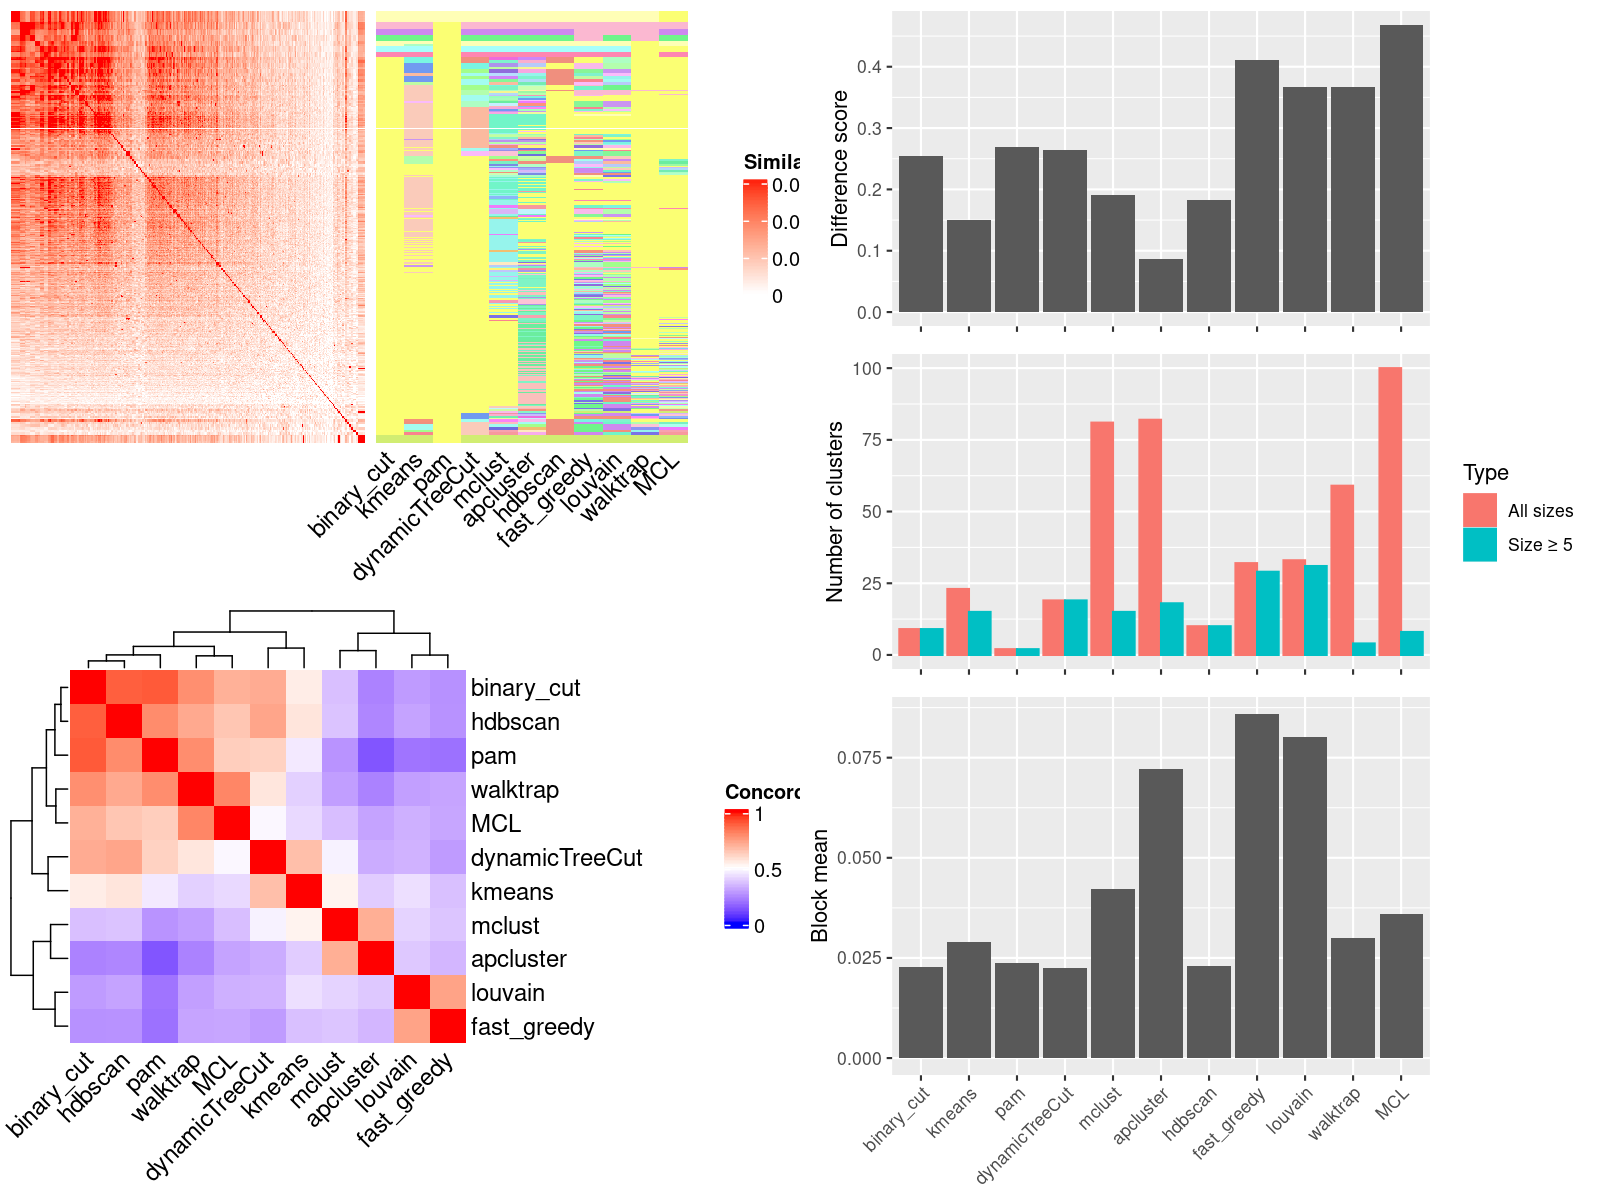 Simila
0.0
0.0
0.0
0
binary_cut
kmeans
pam
dynamicTreeCut
mclust
apcluster
hdbscan
fast_greedy
louvain
walktrap
MCL
binary_cut
hdbscan
pam
walktrap
MCL
dynamicTreeCut
kmeans
mclust
apcluster
louvain
fast_greedy
binary_cut
hdbscan
pam
walktrap
MCL
dynamicTreeCut
kmeans
mclust
apcluster
louvain
fast_greedy
Concord
1
0.5
0
Difference score
0.4
0.3
0.2
0.1
0.0
Number of clusters
100
75
50
25
0
Type
All sizes
Size ≥ 5
Block mean
0.075
0.050
0.025
0.000
binary_cut
kmeans
pam
dynamicTreeCut
mclust
apcluster
hdbscan
fast_greedy
louvain
walktrap
MCL